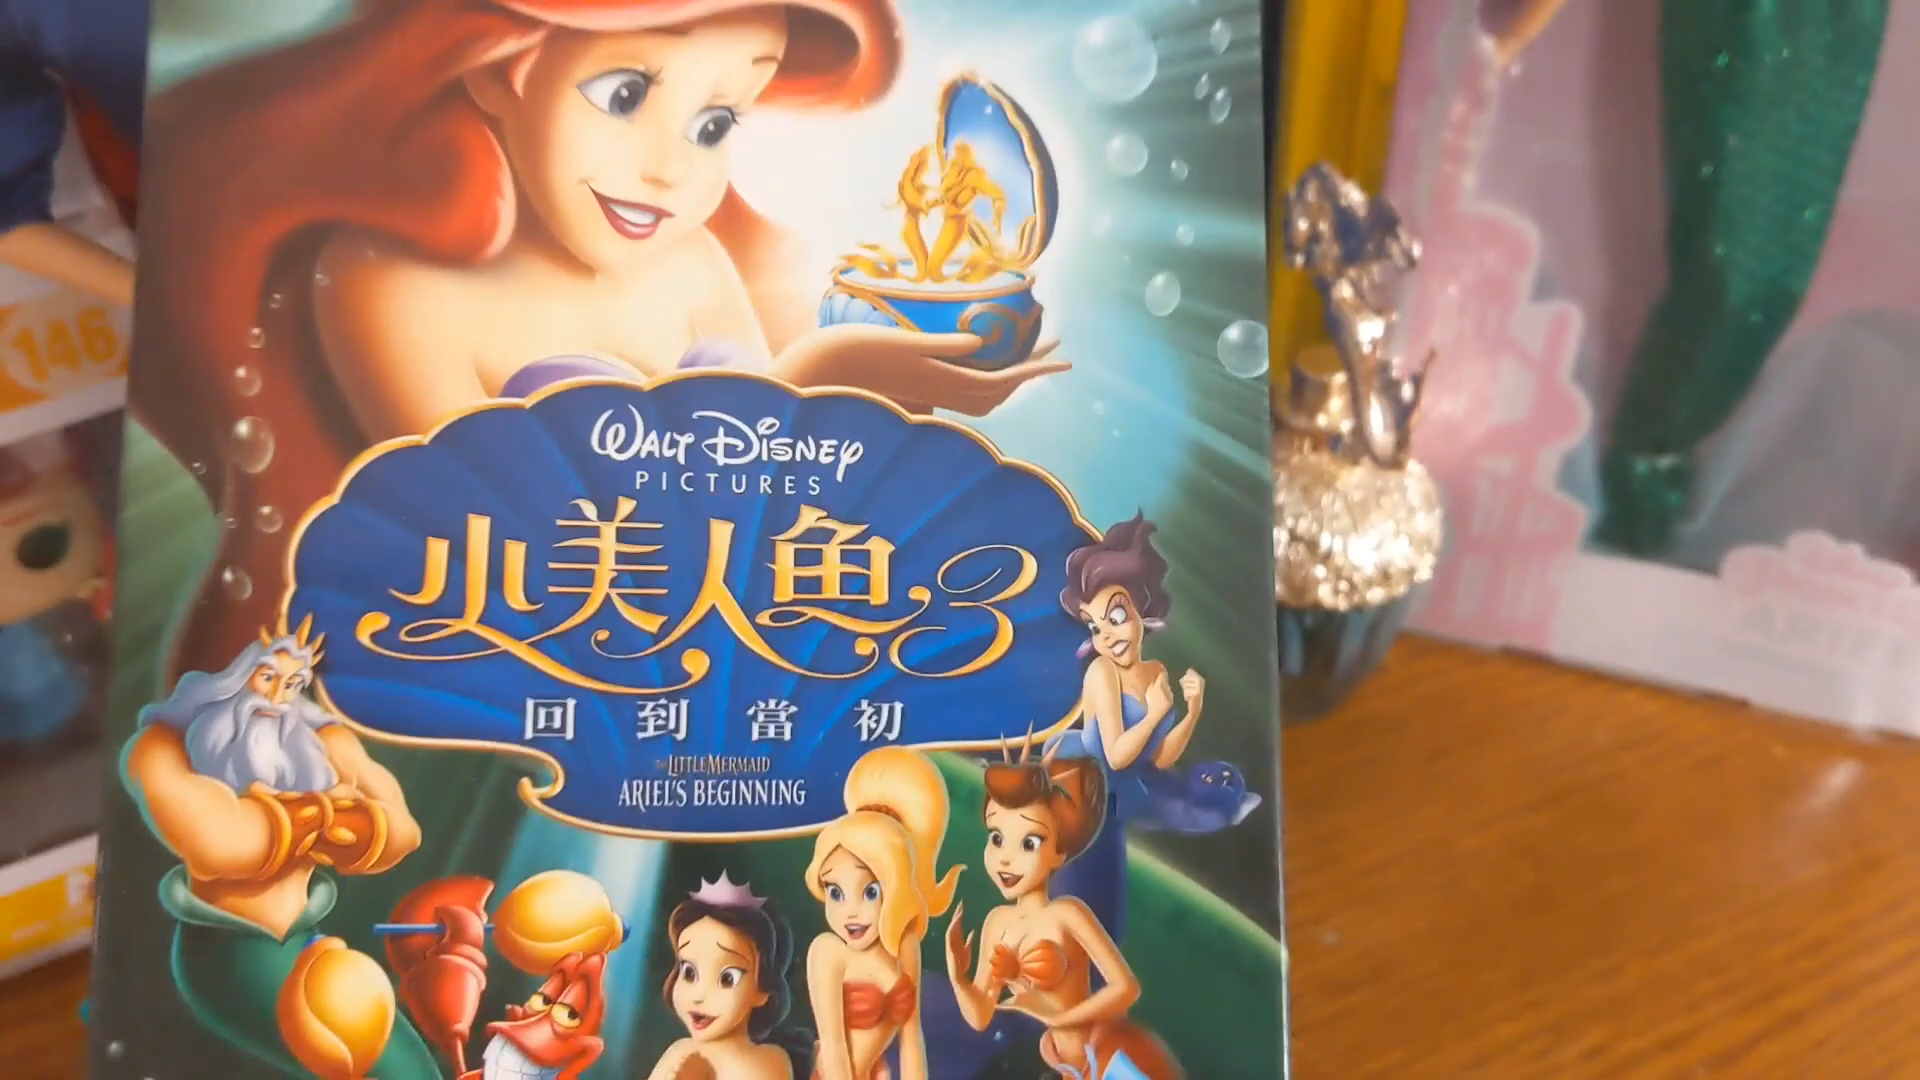 146
WALT DISNEY
PICTURES
小美人魚3
回到當初
THE LITTLE MERMAID
ARIEL'S BEGINNING